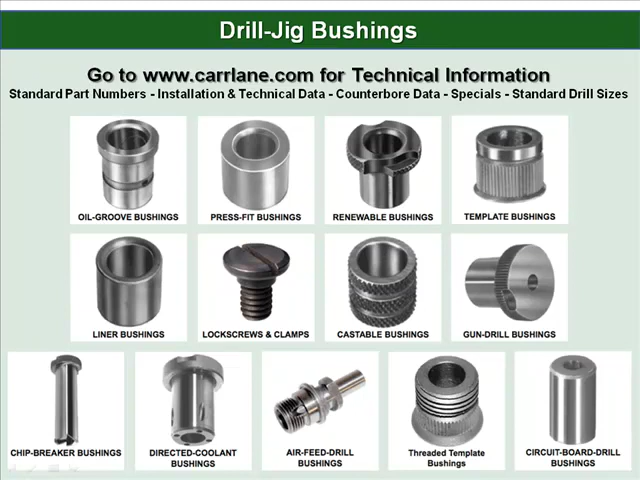 Drill-Jig Bushings
Go to www.carrlane.com for Technical Information
Standard Part Numbers - Installation & Technical Data - Counterbore Data - Specials - Standard Drill Sizes
OIL-GROOVE BUSHINGS
PRESS-FIT BUSHINGS
RENEWABLE BUSHINGS
TEMPLATE BUSHINGS
LINER BUSHINGS
LOCKSCREWS & CLAMPS
CASTABLE BUSHINGS
GUN-DRILL BUSHINGS
CHIP-BREAKER BUSHINGS
DIRECTED-COOLANT
BUSHINGS
AIR-FEED-DRILL
BUSHINGS
Threaded Template
Bushings
CIRCUIT-BOARD-DRILL
BUSHINGS